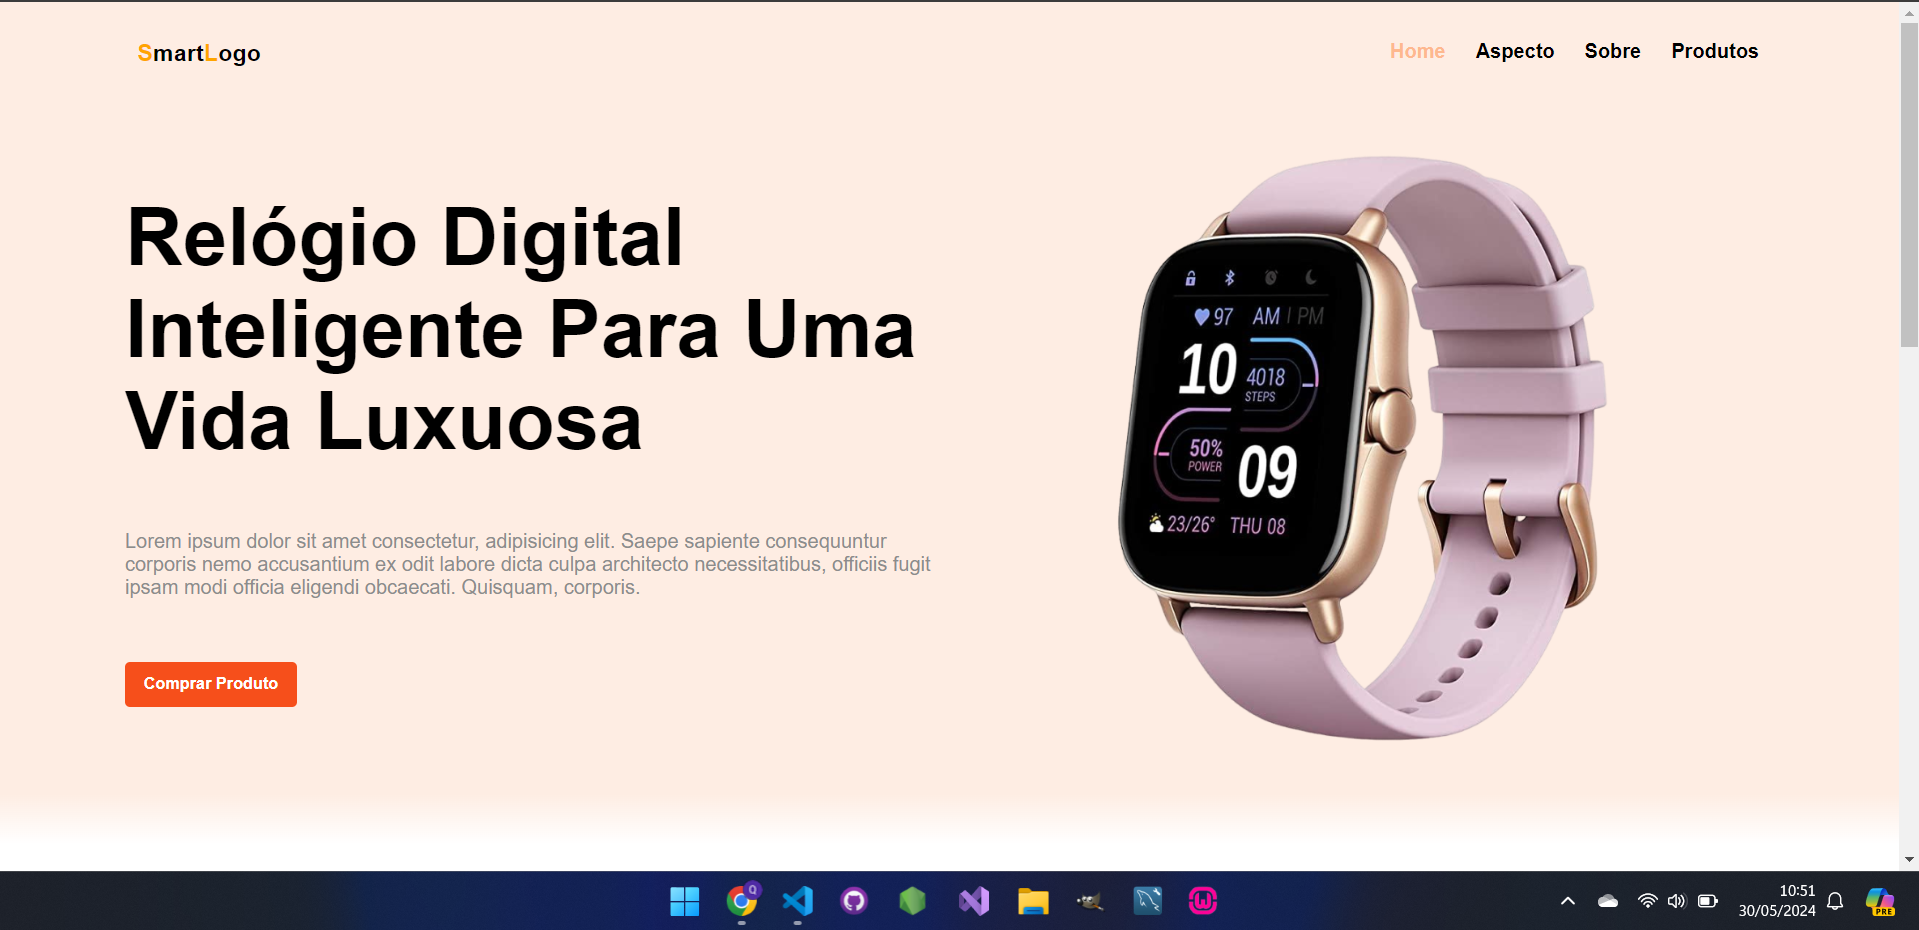 SmartLogo
Home Aspecto Sobre Produtos
Relógio Digital
Inteligente Para Uma
Vida Luxuosa
Lorem ipsum dolor sit amet consectetur, adipisicing elit. Saepe sapiente consequuntur
corporis nemo accusantium ex odit labore dicta culpa architecto necessitatibus, officiis fugit
ipsam modi officia eligendi obcaecati. Quisquam, corporis.
Comprar Produto
97 AM | PM
10
4018
STEPS
50%
POWER
09
23/26° THU 08
Q
10:51
30/05/2024
PRE